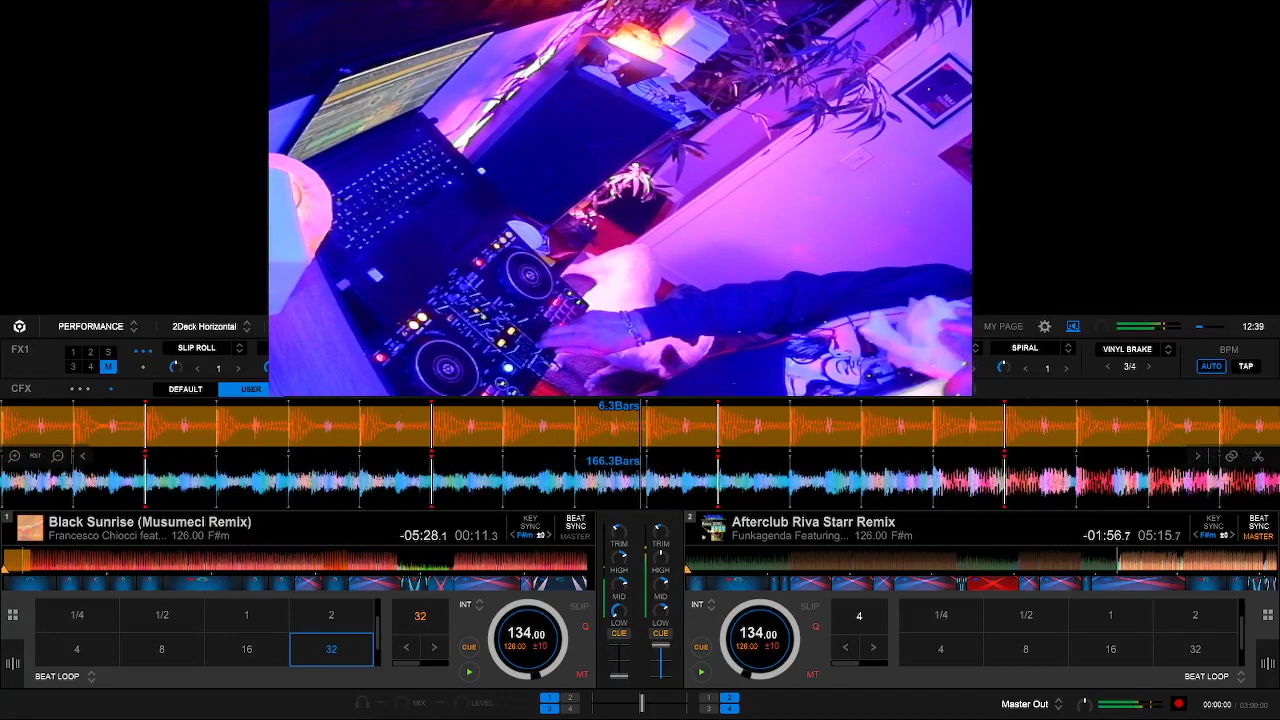 PERFORMANCE
2Deck Horizontal
MY PAGE
12:39
FX1
1 2 S
3 4 M
SLIP ROLL
1
SPIRAL
1
VINYL BRAKE
3/4
BPM
AUTO
TAP
CFX
DEFAULT
USER
6.3Bars
RST
166.3Bars
1
Black Sunrise (Musumeci Remix)
Francesco Chiocci feat... 126.00 F#m
-05:28.1 00:11.3
KEY SYNC
F#m ±0
BEAT SYNC
MASTER
TRIM
HIGH
MID
LOW
CUE
TRIM
HIGH
MID
LOW
CUE
2
Afterclub Riva Starr Remix
Funkagenda Featuring... 126.00 F#m
-01:56.7 05:15.7
KEY SYNC
F#m ±0
BEAT SYNC
MASTER
1/4 1/2 1 2
4 8 16 32
32
INT
SLIP
Q
134.00
126.00 ±10
CUE
MT
BEAT LOOP
INT
SLIP
Q
134.00
126.00 ±10
CUE
MT
4
1/4 1/2 1 2
4 8 16 32
BEAT LOOP
MIX
LEVEL
1 2
3 4
1 2
3 4
Master Out
00:00:00 / 03:00:00